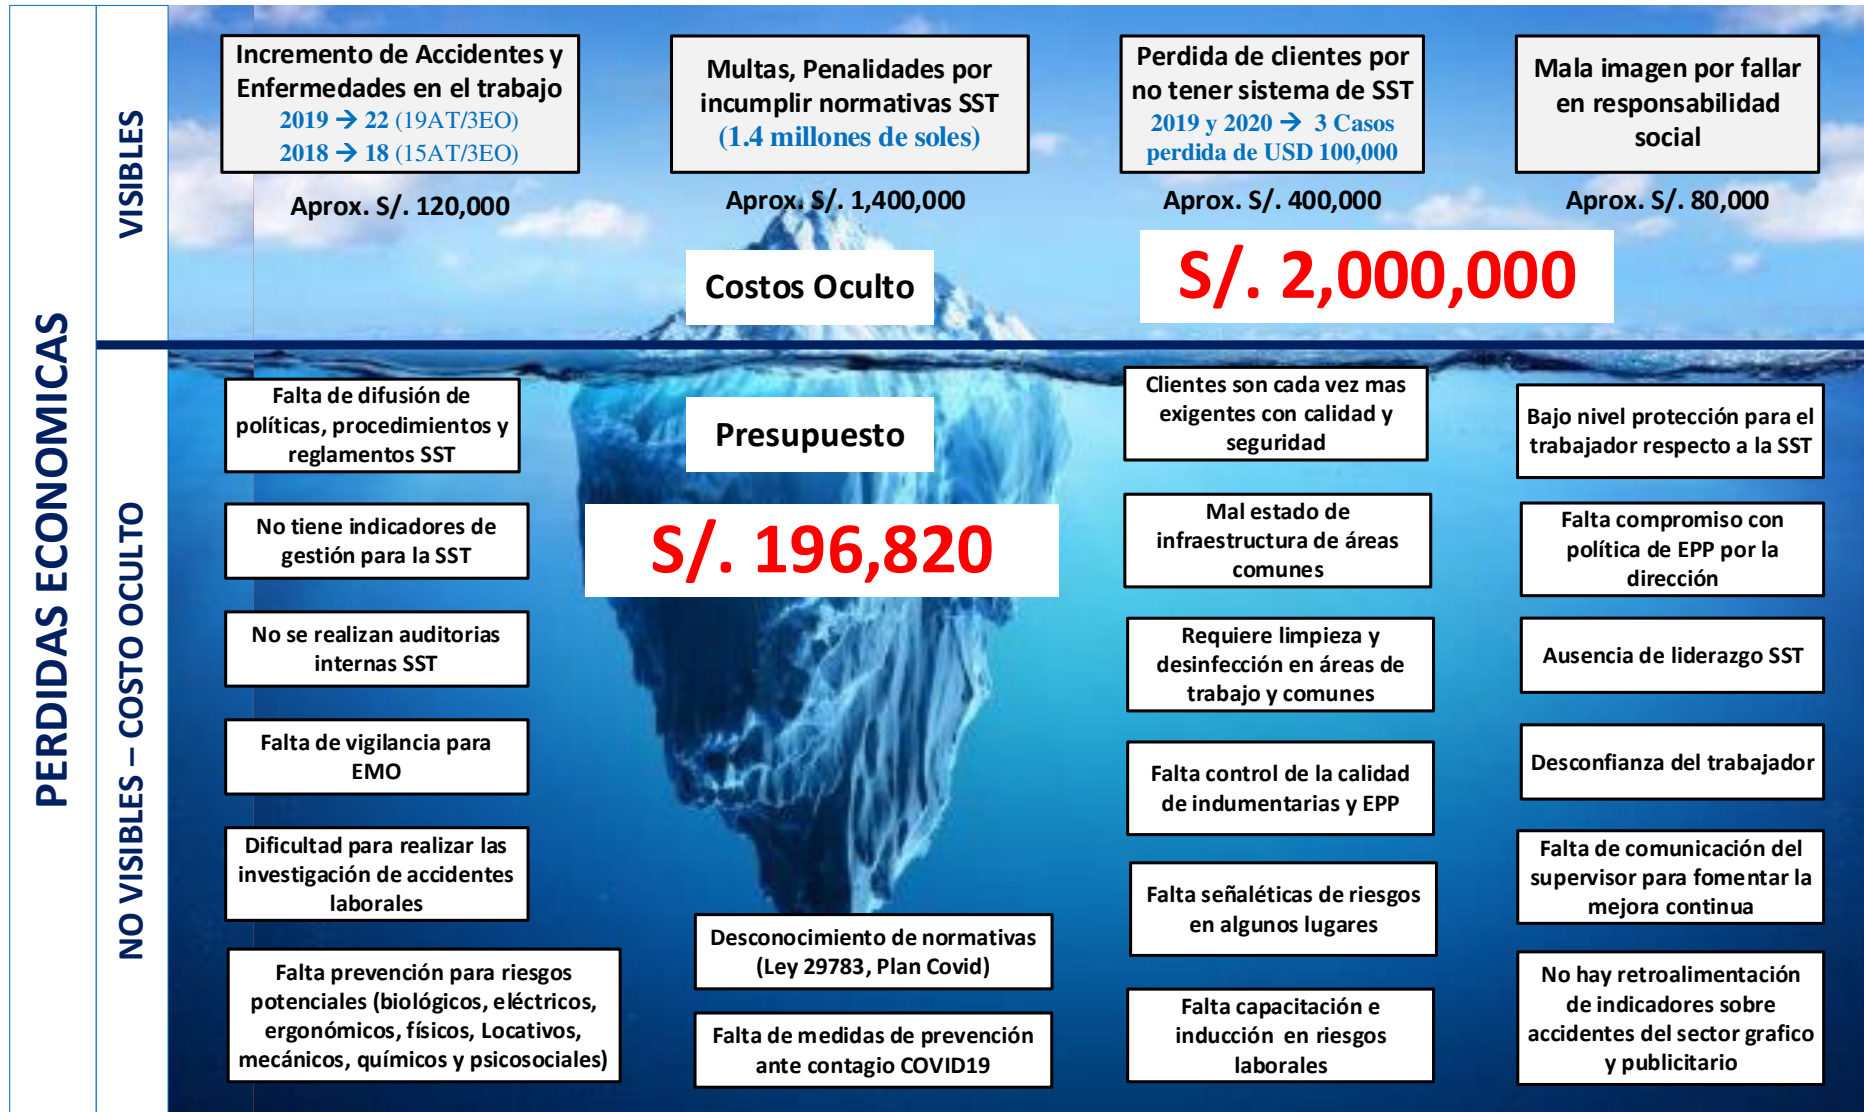 PERDIDAS ECONOMICAS
VISIBLES
Incremento de Accidentes y
Enfermedades en el trabajo
2019 → 22 (19AT/3EO)
2018 → 18 (15AT/3EO)
Aprox. S/. 120,000
Multas, Penalidades por
incumplir normativas SST
(1.4 millones de soles)
Aprox. S/. 1,400,000
Perdida de clientes por
no tener sistema de SST
2019 y 2020 → 3 Casos
perdida de USD 100,000
Aprox. S/. 400,000
Mala imagen por fallar
en responsabilidad
social
Aprox. S/. 80,000
Costos Oculto
S/. 2,000,000
NO VISIBLES – COSTO OCULTO
Falta de difusión de
políticas, procedimientos y
reglamentos SST
No tiene indicadores de
gestión para la SST
No se realizan auditorias
internas SST
Falta de vigilancia para
EMO
Dificultad para realizar las
investigación de accidentes
laborales
Falta prevención para riesgos
potenciales (biológicos, eléctricos,
ergonómicos, físicos, Locativos,
mecánicos, químicos y psicosociales)
Presupuesto
S/. 196,820
Desconocimiento de normativas
(Ley 29783, Plan Covid)
Falta de medidas de prevención
ante contagio COVID19
Clientes son cada vez mas
exigentes con calidad y
seguridad
Mal estado de
infraestructura de áreas
comunes
Requiere limpieza y
desinfección en áreas de
trabajo y comunes
Falta control de la calidad
de indumentarias y EPP
Falta señaléticas de riesgos
en algunos lugares
Falta capacitación e
inducción en riesgos
laborales
Bajo nivel protección para el
trabajador respecto a la SST
Falta compromiso con
política de EPP por la
dirección
Ausencia de liderazgo SST
Desconfianza del trabajador
Falta de comunicación del
supervisor para fomentar la
mejora continua
No hay retroalimentación
de indicadores sobre
accidentes del sector grafico
y publicitario